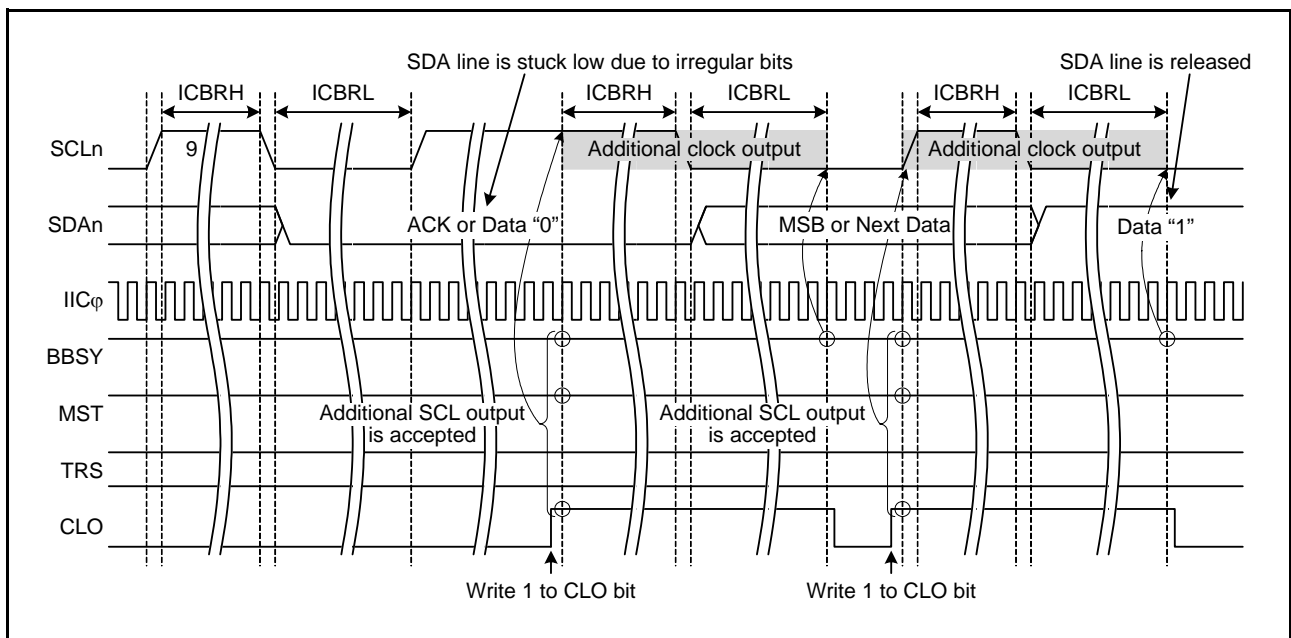 SDA line is stuck low due to irregular bits
SDA line is released
ICBRH
ICBRL
ICBRH
ICBRL
ICBRH
ICBRL
SCLn
9
Additional clock output
Additional clock output
SDAn
ACK or Data “0”
MSB or Next Data
Data “1”
IICφ
BBSY
MST
Additional SCL output
is accepted
Additional SCL output
is accepted
TRS
CLO
Write 1 to CLO bit
Write 1 to CLO bit